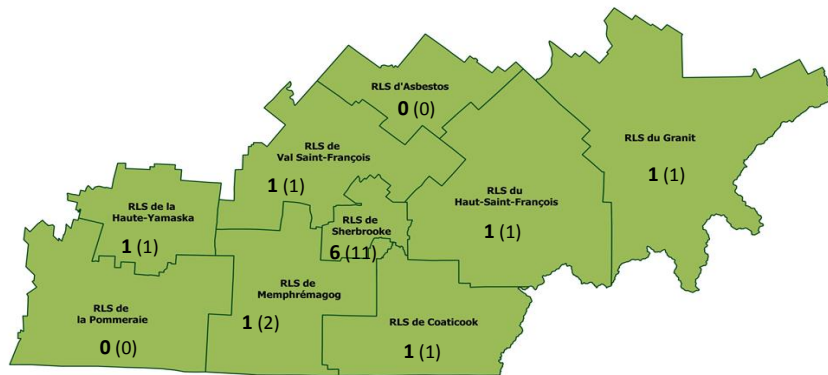 RLS d'Asbestos
0 (0)
RLS du Granit
1 (1)
RLS de
Val Saint-François
1 (1)
RLS du
Haut-Saint-François
1 (1)
RLS de la
Haute-Yamaska
1 (1)
RLS de
Sherbrooke
6 (11)
RLS de
Memphrémagog
1 (2)
RLS de
la Pommeraie
0 (0)
RLS de Coaticook
1 (1)